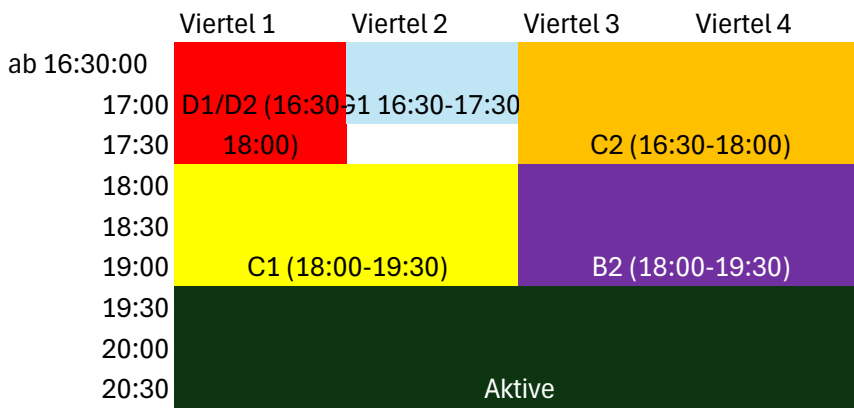 Viertel 1 Viertel 2 Viertel 3 Viertel 4
ab 16:30:00
17:00 D1/D2 (16:30- G1 16:30-17:30
17:30 18:00) C2 (16:30-18:00)
18:00
18:30
19:00 C1 (18:00-19:30) B2 (18:00-19:30)
19:30
20:00
20:30 Aktive